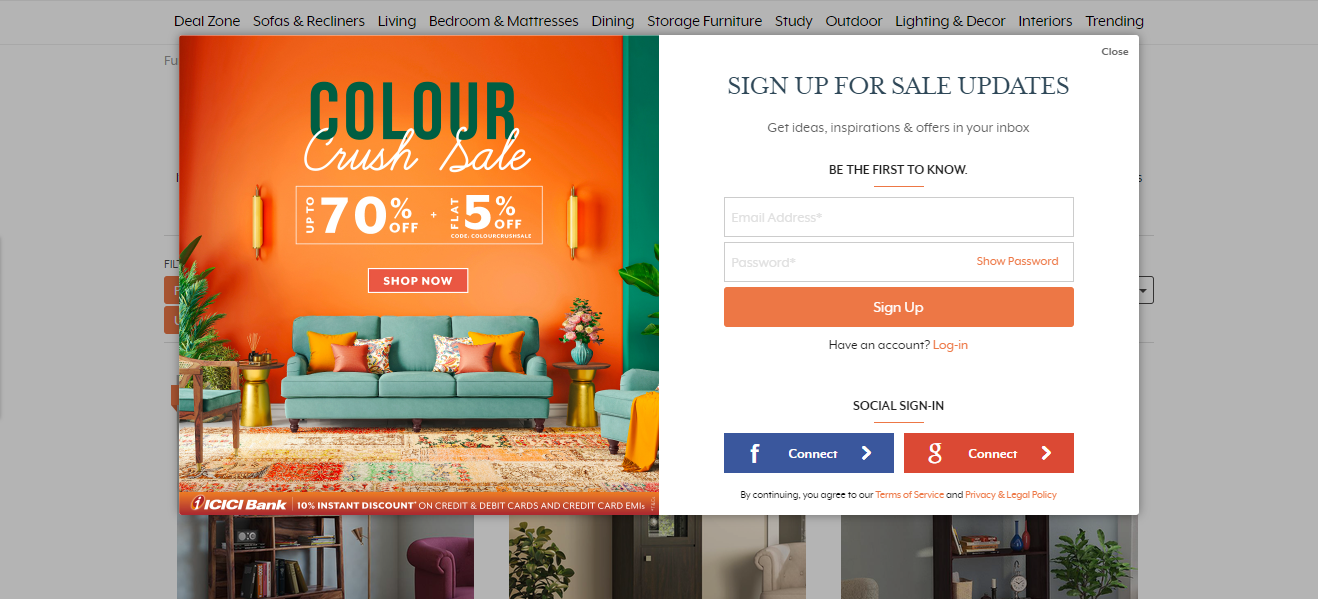 Deal Zone Sofas & Recliners Living Bedroom & Mattresses Dining Storage Furniture Study Outdoor Lighting & Decor Interiors Trending
Close
COLOUR
Crush Sale
UP TO 70% OFF + FLAT 5% OFF
CODE: COLOURCRUSHSALE
SHOP NOW
ICICI Bank | 10% INSTANT DISCOUNT* ON CREDIT & DEBIT CARDS AND CREDIT CARD EMIs
SIGN UP FOR SALE UPDATES
Get ideas, inspirations & offers in your inbox
BE THE FIRST TO KNOW.
Email Address*
Password* Show Password
Sign Up
Have an account? Log-in
SOCIAL SIGN-IN
f Connect
g Connect
By continuing, you agree to our Terms of Service and Privacy & Legal Policy